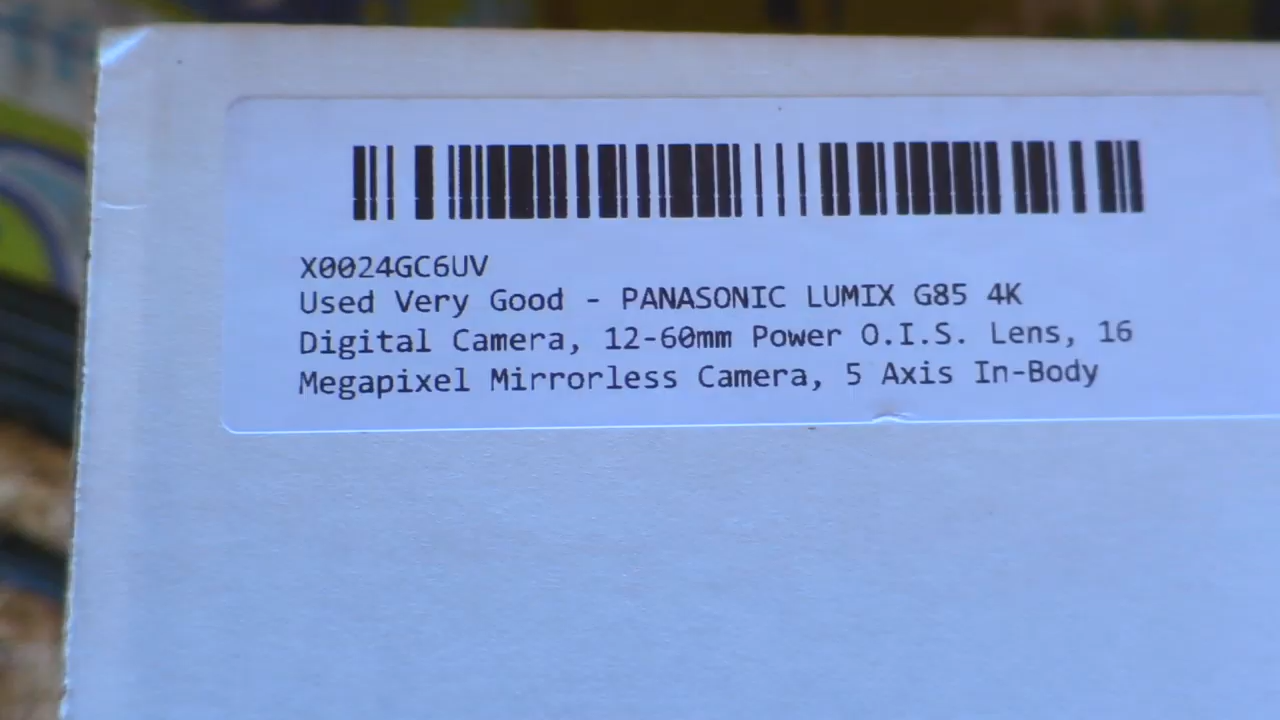 X0024GC6UV
Used Very Good - PANASONIC LUMIX G85 4K
Digital Camera, 12-60mm Power O.I.S. Lens, 16
Megapixel Mirrorless Camera, 5 Axis In-Body